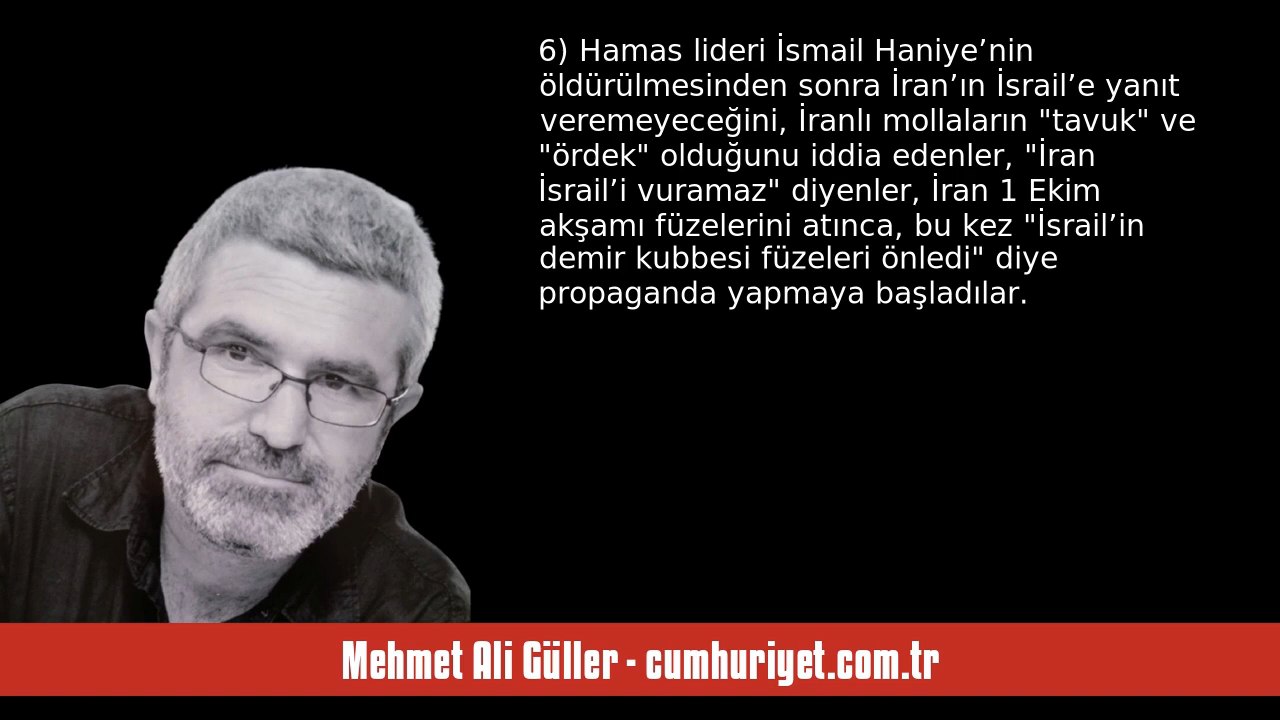 6) Hamas lideri İsmail Haniye’nin
öldürülmesinden sonra İran’ın İsrail’e yanıt
veremeyeceğini, İranlı mollaların "tavuk" ve
"ördek" olduğunu iddia edenler, "İran
İsrail’i vuramaz" diyenler, İran 1 Ekim
akşamı füzelerini atınca, bu kez "İsrail’in
demir kubbesi füzeleri önledi" diye
propaganda yapmaya başladılar.
Mehmet Ali Güller - cumhuriyet.com.tr